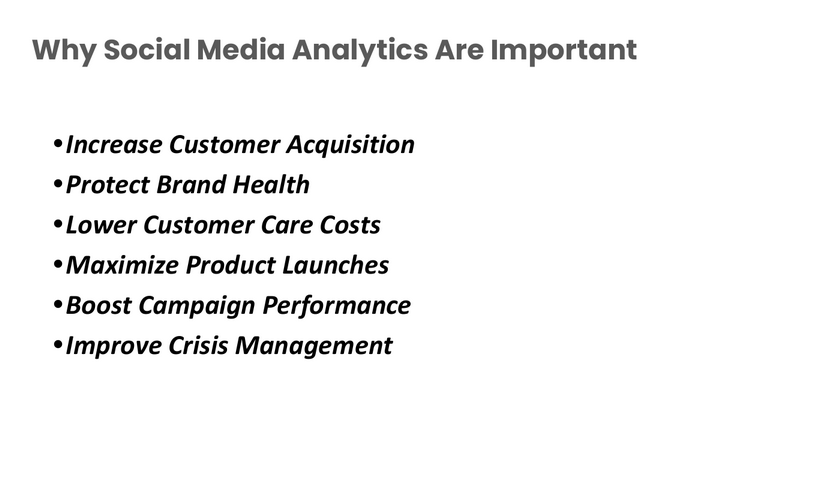 Why Social Media Analytics Are Important
•Increase Customer Acquisition
•Protect Brand Health
•Lower Customer Care Costs
•Maximize Product Launches
•Boost Campaign Performance
•Improve Crisis Management